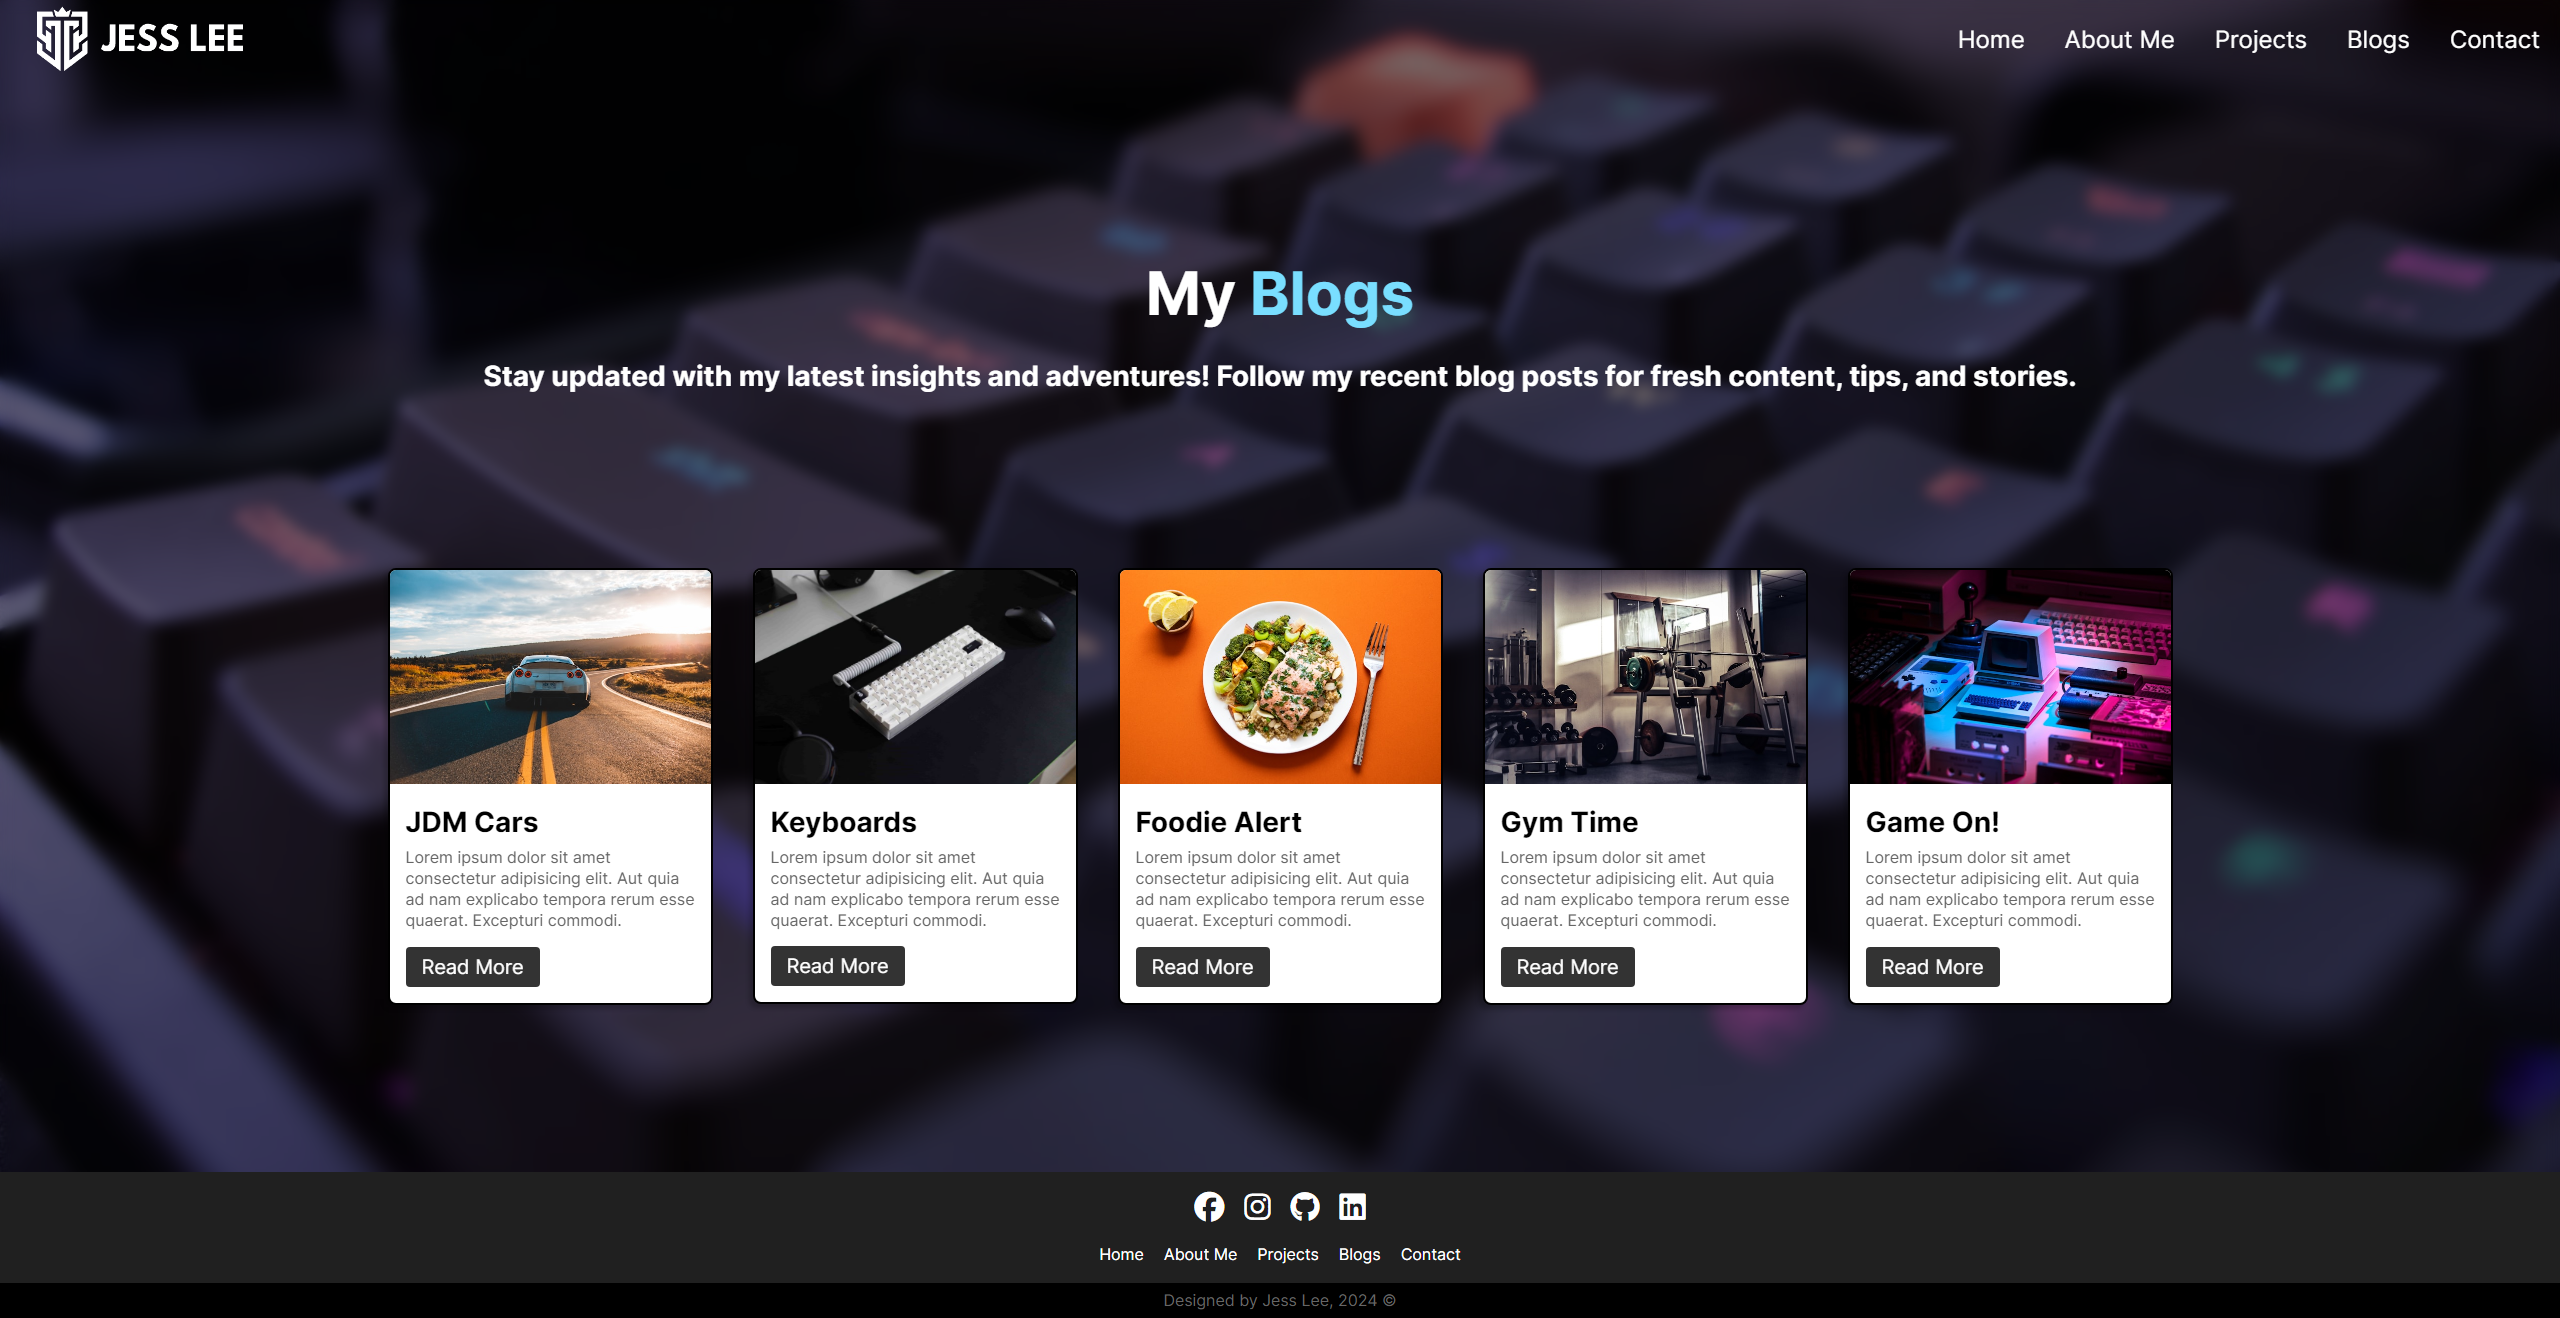 JESS LEE
Home About Me Projects Blogs Contact
My Blogs
Stay updated with my latest insights and adventures! Follow my recent blog posts for fresh content, tips, and stories.
JDM Cars
Lorem ipsum dolor sit amet
consectetur adipisicing elit. Aut quia
ad nam explicabo tempora rerum esse
quaerat. Excepturi commodi.
Read More
Keyboards
Lorem ipsum dolor sit amet
consectetur adipisicing elit. Aut quia
ad nam explicabo tempora rerum esse
quaerat. Excepturi commodi.
Read More
Foodie Alert
Lorem ipsum dolor sit amet
consectetur adipisicing elit. Aut quia
ad nam explicabo tempora rerum esse
quaerat. Excepturi commodi.
Read More
Gym Time
Lorem ipsum dolor sit amet
consectetur adipisicing elit. Aut quia
ad nam explicabo tempora rerum esse
quaerat. Excepturi commodi.
Read More
Game On!
Lorem ipsum dolor sit amet
consectetur adipisicing elit. Aut quia
ad nam explicabo tempora rerum esse
quaerat. Excepturi commodi.
Read More
Home About Me Projects Blogs Contact
Designed by Jess Lee, 2024 ©